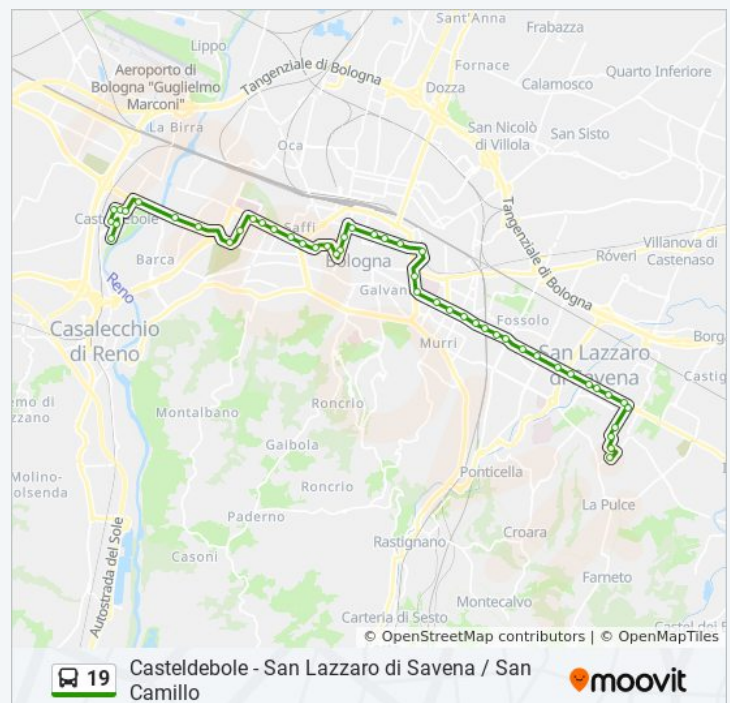 Sant'Anna
Frabazza
Lippo
Aeroporto di
Bologna "Guglielmo
Marconi"
Tangenziale di Bologna
Fornace
Quarto Inferiore
Dozza
Calamosco
La Birra
San Nicolò
di Villola
San Sisto
Oca
Saffi
Tangenziale di Bologna
Villanova di
Castenaso
Róveri
Barca
Bologna
Reno
Galvan
Fossolo
Casalecchio
di Reno
Murri
San Lazzaro
di Savena
Borg
Castig
Montalbano
Roncrio
Gaibola
Molino-
olsenda
Roncrio
Ponticella
Paderno
La Pulce
Autostrada del Sole
Croara
Rastignano
Casoni
Farneto
Montecalvo
Carteria di Sesto
© OpenStreetMap contributors | © OpenMapTiles
19
Casteldebole - San Lazzaro di Savena / San
Camillo
moovit